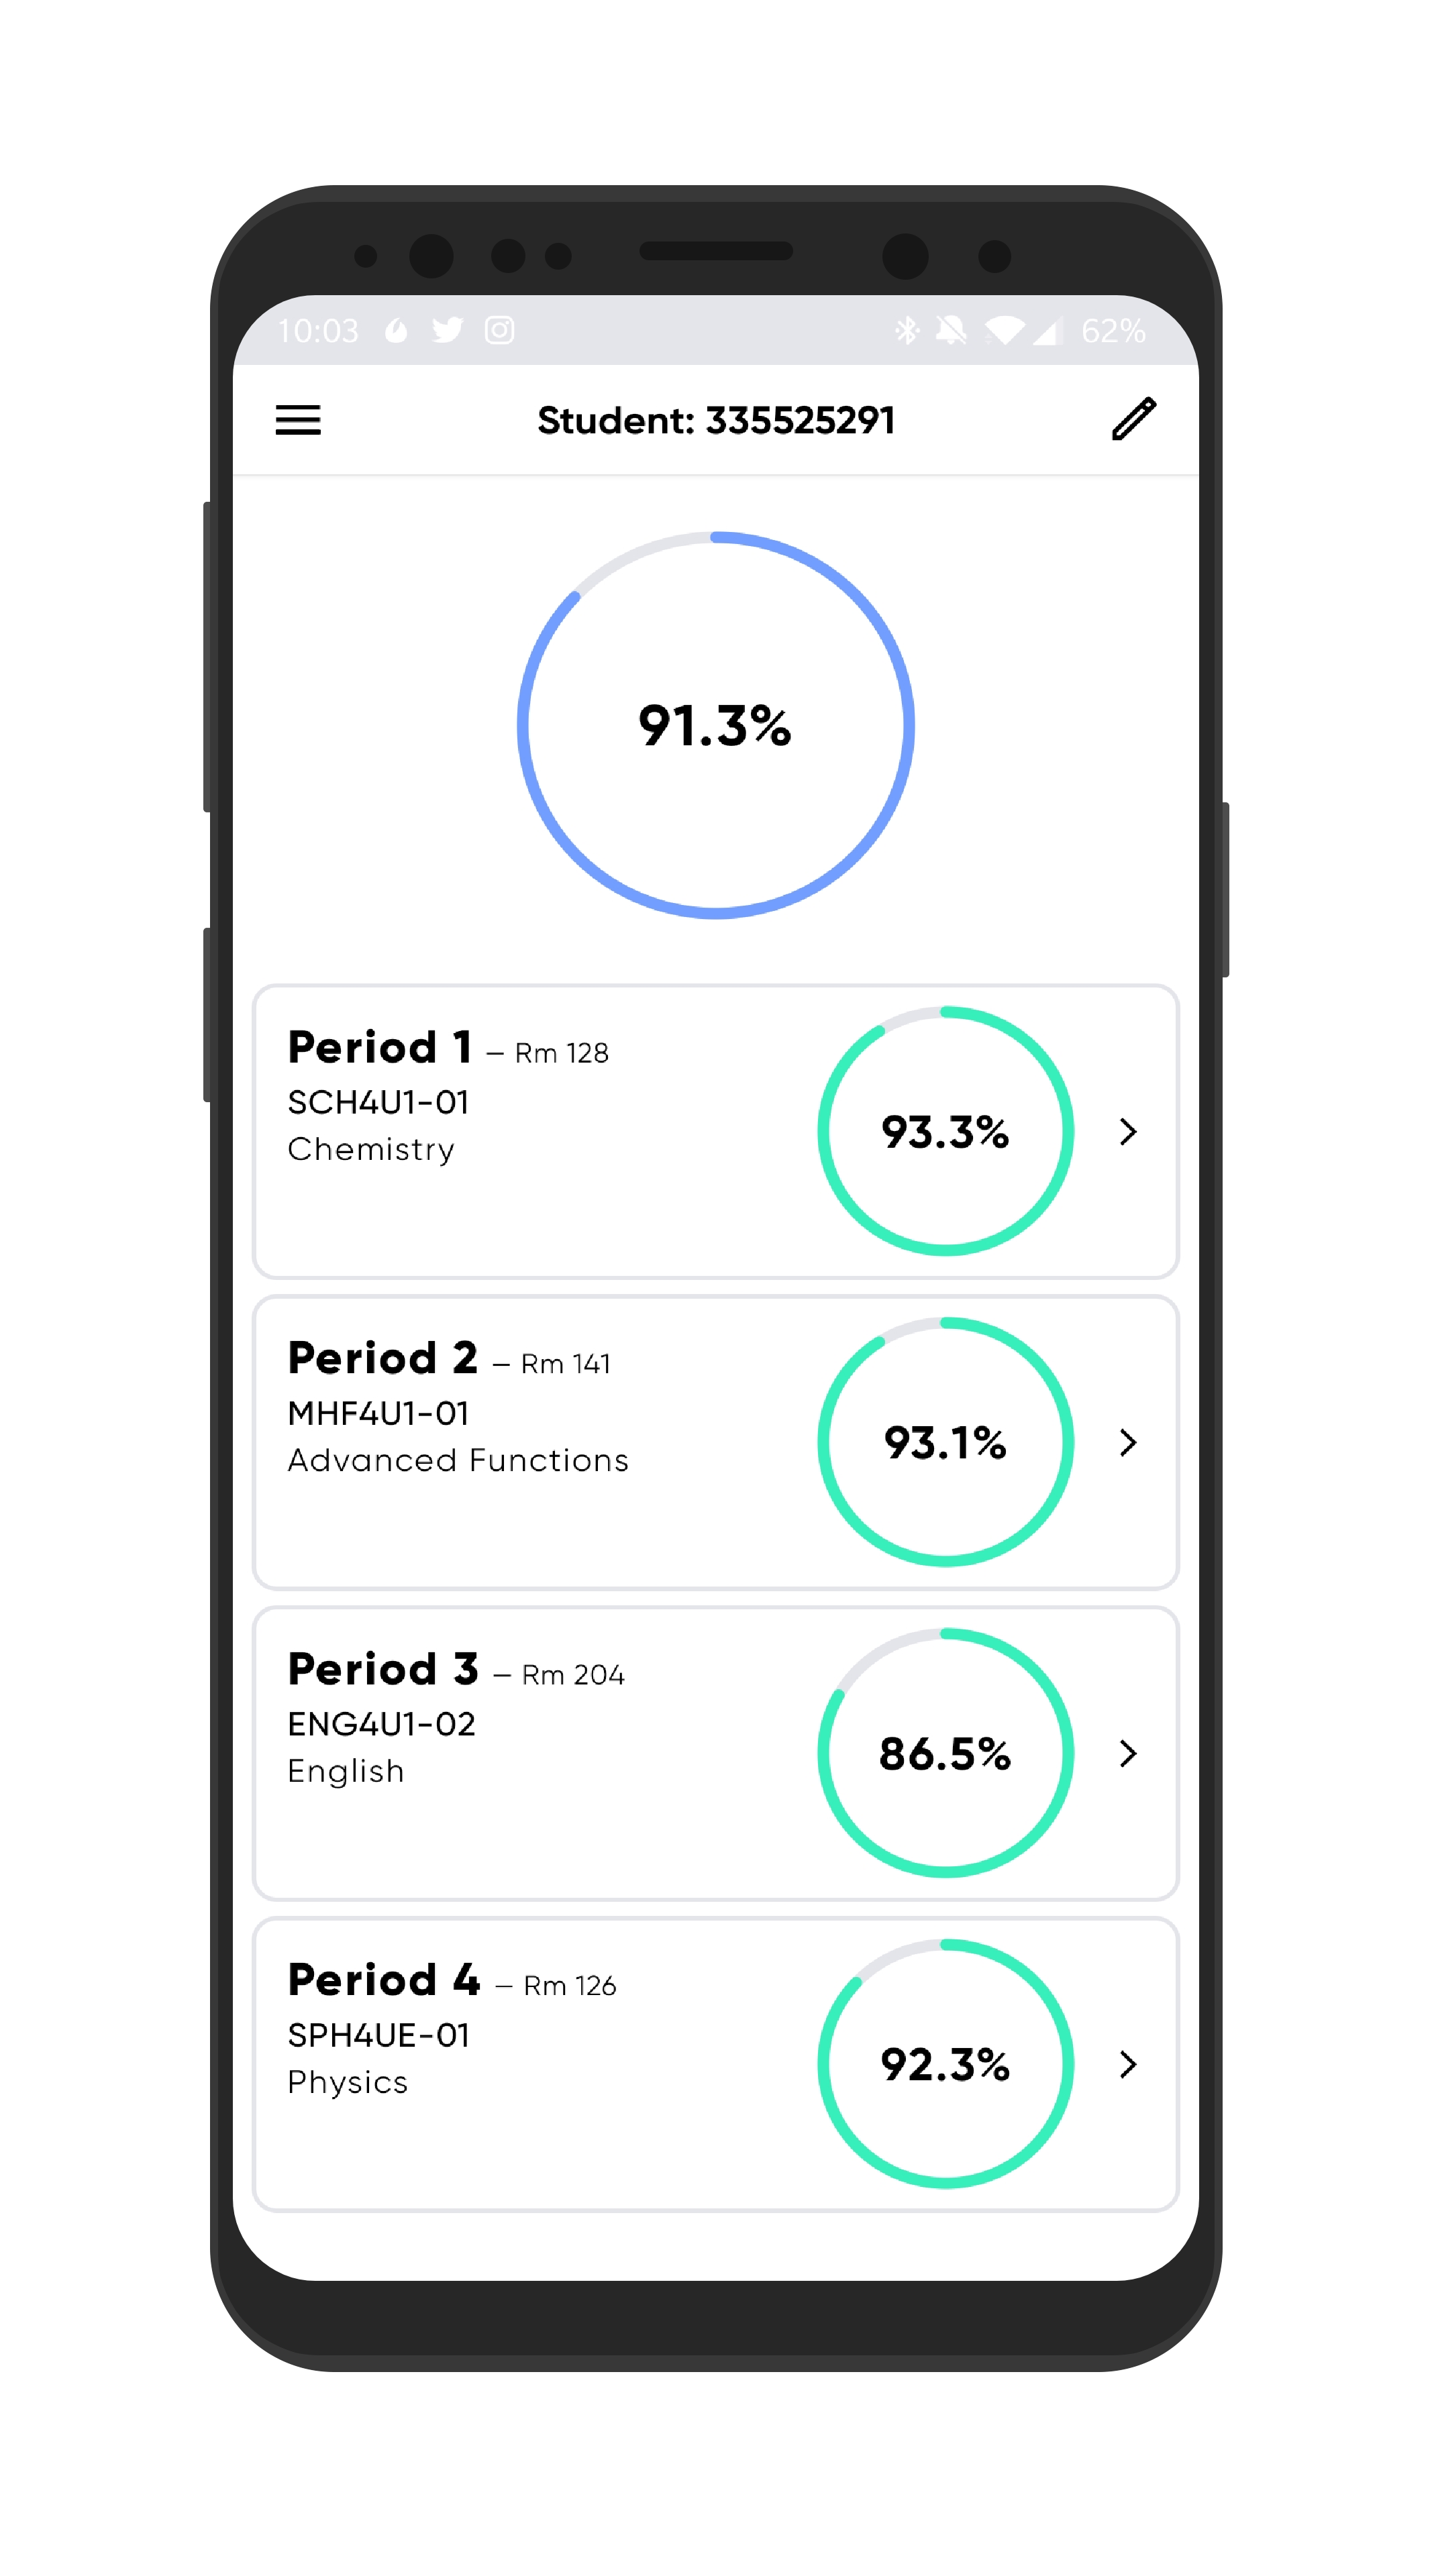 10:03 62%
Student: 335525291
91.3%
Period 1 – Rm 128
SCH4U1-01
Chemistry
93.3%
Period 2 – Rm 141
MHF4U1-01
Advanced Functions
93.1%
Period 3 – Rm 204
ENG4U1-02
English
86.5%
Period 4 – Rm 126
SPH4UE-01
Physics
92.3%